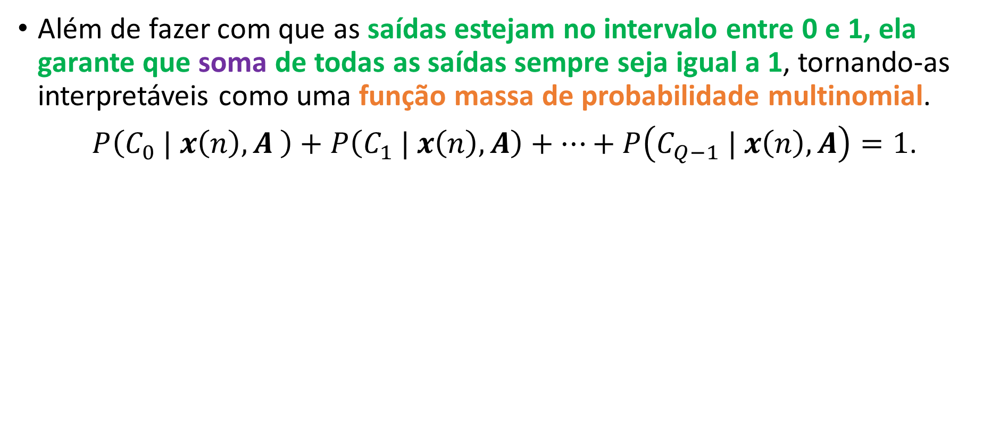 • Além de fazer com que as saídas estejam no intervalo entre 0 e 1, ela
garante que soma de todas as saídas sempre seja igual a 1, tornando-as
interpretáveis como uma função massa de probabilidade multinomial.
P(C₀ | x(n), A ) + P(C₁ | x(n), A) + ⋯ + P(C_{Q−1} | x(n), A) = 1.